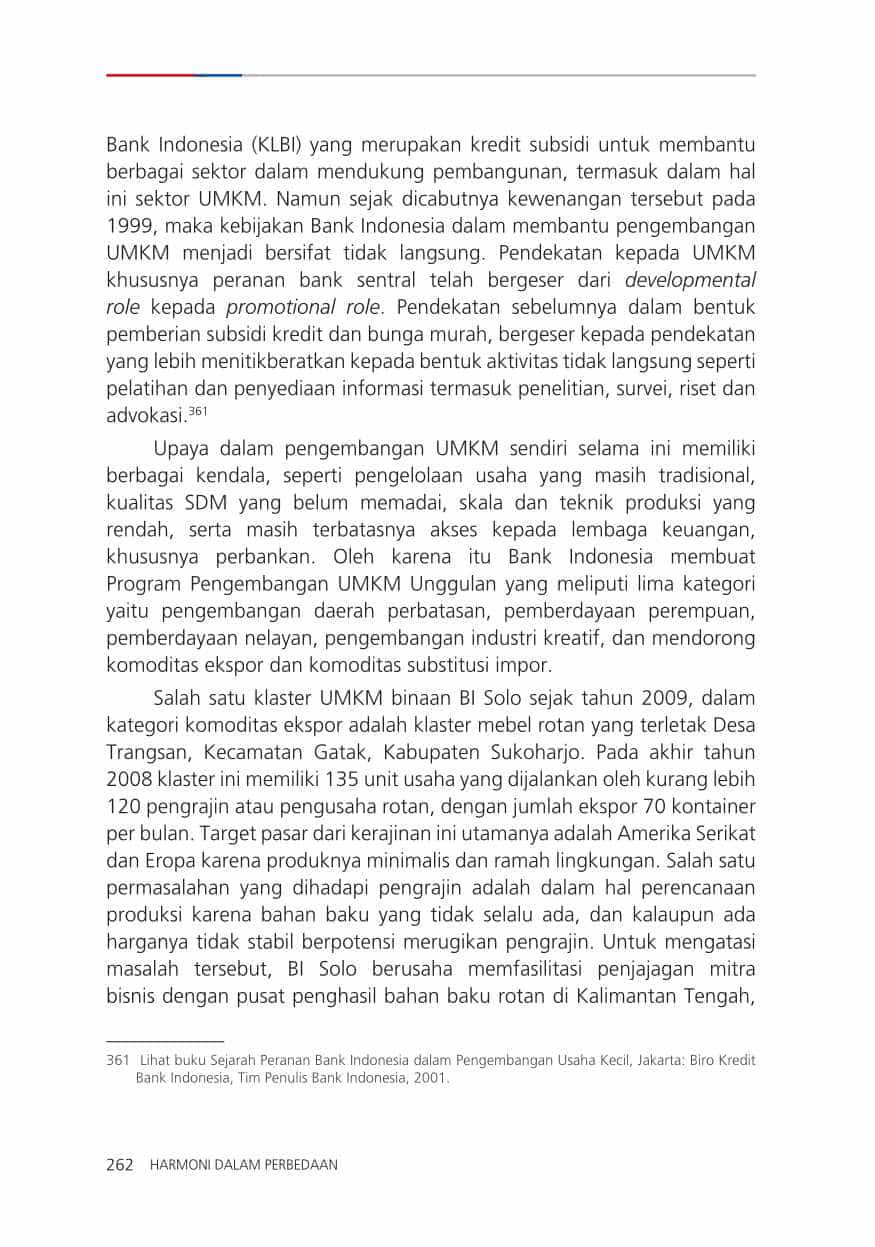 Bank Indonesia (KLBI) yang merupakan kredit subsidi untuk membantu
berbagai sektor dalam mendukung pembangunan, termasuk dalam hal
ini sektor UMKM. Namun sejak dicabutnya kewenangan tersebut pada
1999, maka kebijakan Bank Indonesia dalam membantu pengembangan
UMKM menjadi bersifat tidak langsung. Pendekatan kepada UMKM
khususnya peranan bank sentral telah bergeser dari developmental
role kepada promotional role. Pendekatan sebelumnya dalam bentuk
pemberian subsidi kredit dan bunga murah, bergeser kepada pendekatan
yang lebih menitikberatkan kepada bentuk aktivitas tidak langsung seperti
pelatihan dan penyediaan informasi termasuk penelitian, survei, riset dan
advokasi.361
Upaya dalam pengembangan UMKM sendiri selama ini memiliki
berbagai kendala, seperti pengelolaan usaha yang masih tradisional,
kualitas SDM yang belum memadai, skala dan teknik produksi yang
rendah, serta masih terbatasnya akses kepada lembaga keuangan,
khususnya perbankan. Oleh karena itu Bank Indonesia membuat
Program Pengembangan UMKM Unggulan yang meliputi lima kategori
yaitu pengembangan daerah perbatasan, pemberdayaan perempuan,
pemberdayaan nelayan, pengembangan industri kreatif, dan mendorong
komoditas ekspor dan komoditas substitusi impor.
Salah satu klaster UMKM binaan BI Solo sejak tahun 2009, dalam
kategori komoditas ekspor adalah klaster mebel rotan yang terletak Desa
Trangsan, Kecamatan Gatak, Kabupaten Sukoharjo. Pada akhir tahun
2008 klaster ini memiliki 135 unit usaha yang dijalankan oleh kurang lebih
120 pengrajin atau pengusaha rotan, dengan jumlah ekspor 70 kontainer
per bulan. Target pasar dari kerajinan ini utamanya adalah Amerika Serikat
dan Eropa karena produknya minimalis dan ramah lingkungan. Salah satu
permasalahan yang dihadapi pengrajin adalah dalam hal perencanaan
produksi karena bahan baku yang tidak selalu ada, dan kalaupun ada
harganya tidak stabil berpotensi merugikan pengrajin. Untuk mengatasi
masalah tersebut, BI Solo berusaha memfasilitasi penjajagan mitra
bisnis dengan pusat penghasil bahan baku rotan di Kalimantan Tengah,
361 Lihat buku Sejarah Peranan Bank Indonesia dalam Pengembangan Usaha Kecil, Jakarta: Biro Kredit
Bank Indonesia, Tim Penulis Bank Indonesia, 2001.
262 HARMONI DALAM PERBEDAAN